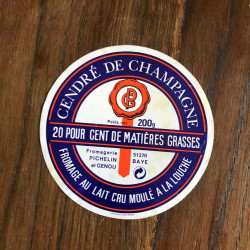 CENDRÉ DE CHAMPAGNE
Poids net 200g
20 POUR CENT DE MATIÈRES GRASSES
Fromagerie
PICHELIN
et GENOU
51270
BAYE
FROMAGE AU LAIT CRU MOULÉ A LA LOUCHE